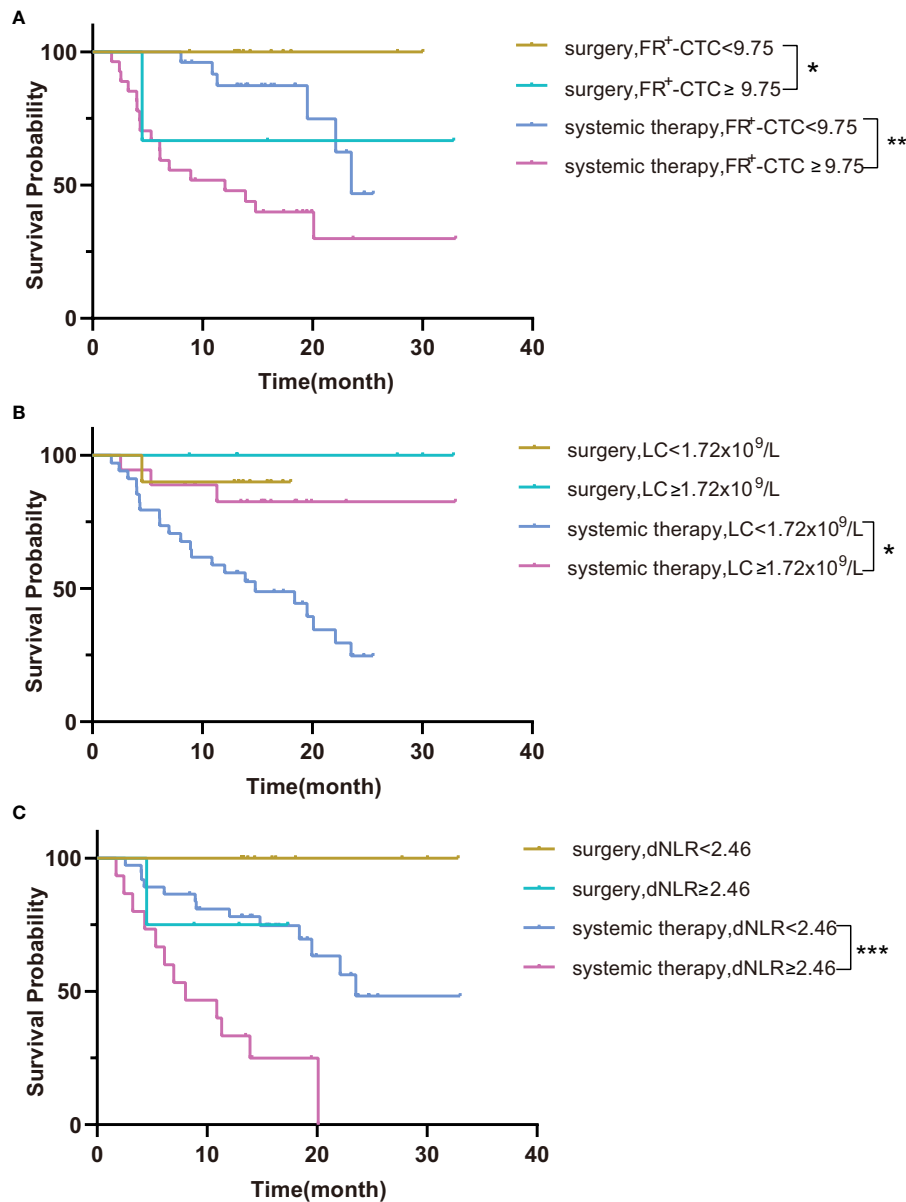 A
100
50
0
Survival Probability
0 10 20 30 40
Time(month)
surgery,FR⁺-CTC<9.75
surgery,FR⁺-CTC≥ 9.75
*
systemic therapy,FR⁺-CTC<9.75
systemic therapy,FR⁺-CTC ≥ 9.75
**
B
100
50
0
Survival Probabilty
0 10 20 30 40
Time(month)
surgery,LC<1.72x10⁹/L
surgery,LC≥1.72x10⁹/L
systemic therapy,LC<1.72x10⁹/L
systemic therapy,LC≥1.72x10⁹/L
*
C
100
50
0
Survival Probability
0 10 20 30 40
Time(month)
surgery,dNLR<2.46
surgery,dNLR≥2.46
systemic therapy,dNLR<2.46
systemic therapy,dNLR≥2.46
***